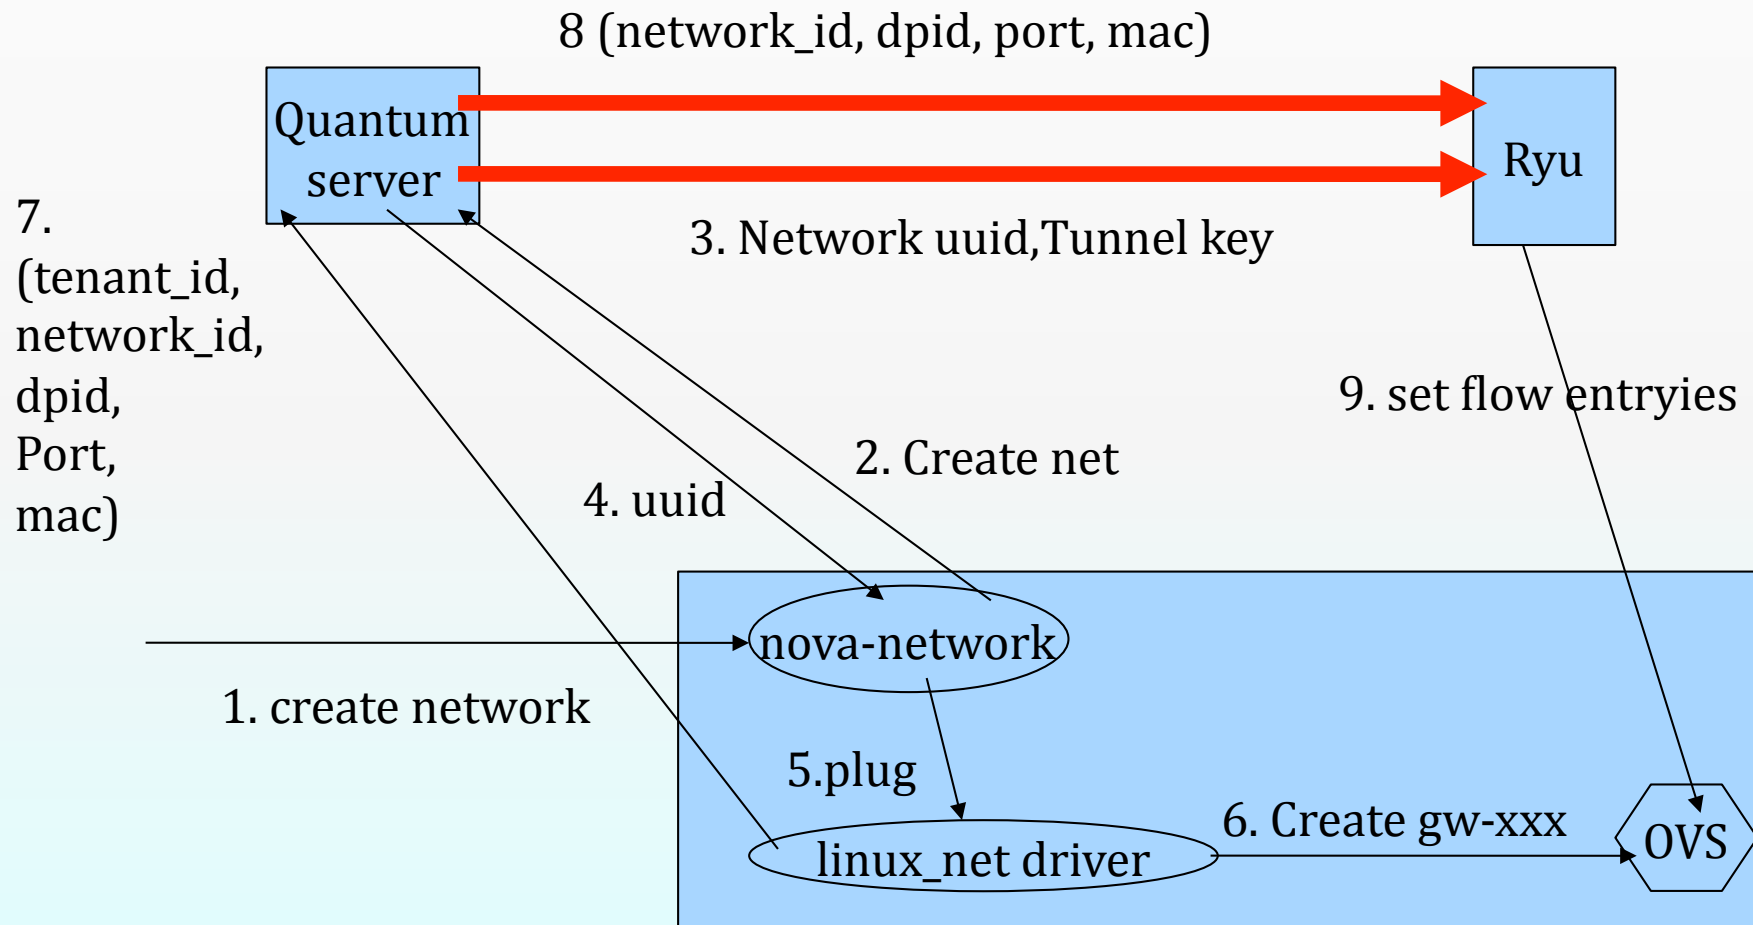 8 (network_id, dpid, port, mac)
Quantum
server
Ryu
7.
(tenant_id,
network_id,
dpid,
Port,
mac)
3. Network uuid,Tunnel key
9. set flow entryies
2. Create net
4. uuid
nova-network
1. create network
5.plug
6. Create gw-xxx
linux_net driver
OVS